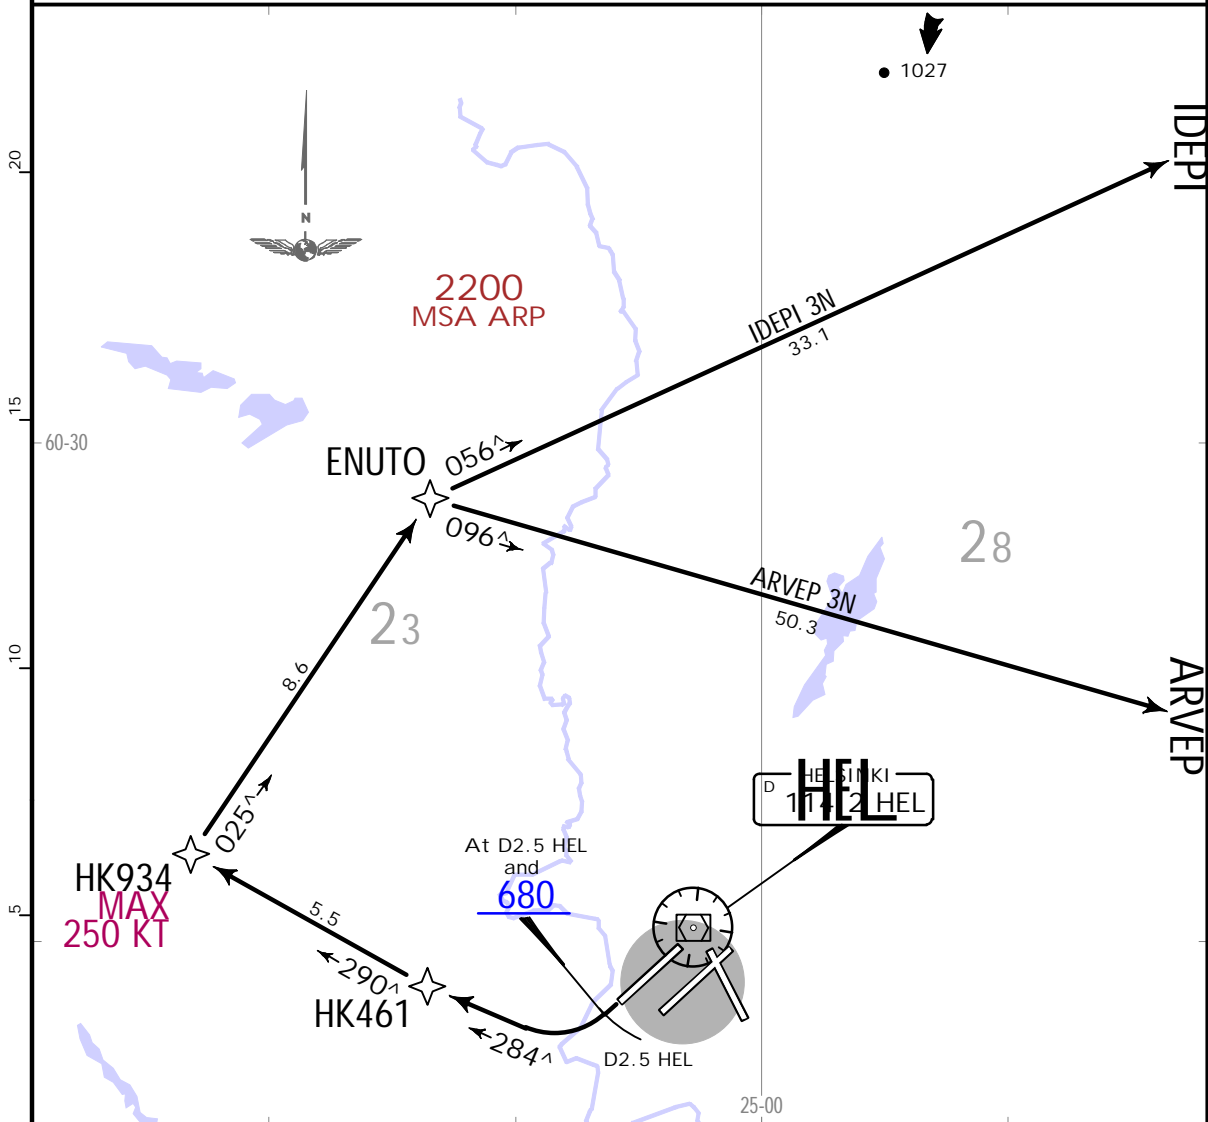 1027
IDEPI
20
N
2200
MSA ARP
IDEPI 3N
33.1
15
60-30
ENUTO
056^
096^
28
ARVEP 3N
50.3
23
10
8.6
ARVEP
HELSINKI
D
114.2 HEL
HEL
025^
At D2.5 HEL
and
680
HK934
MAX
250 KT
5
5.5
290^
HK461
284^
D2.5 HEL
25-00